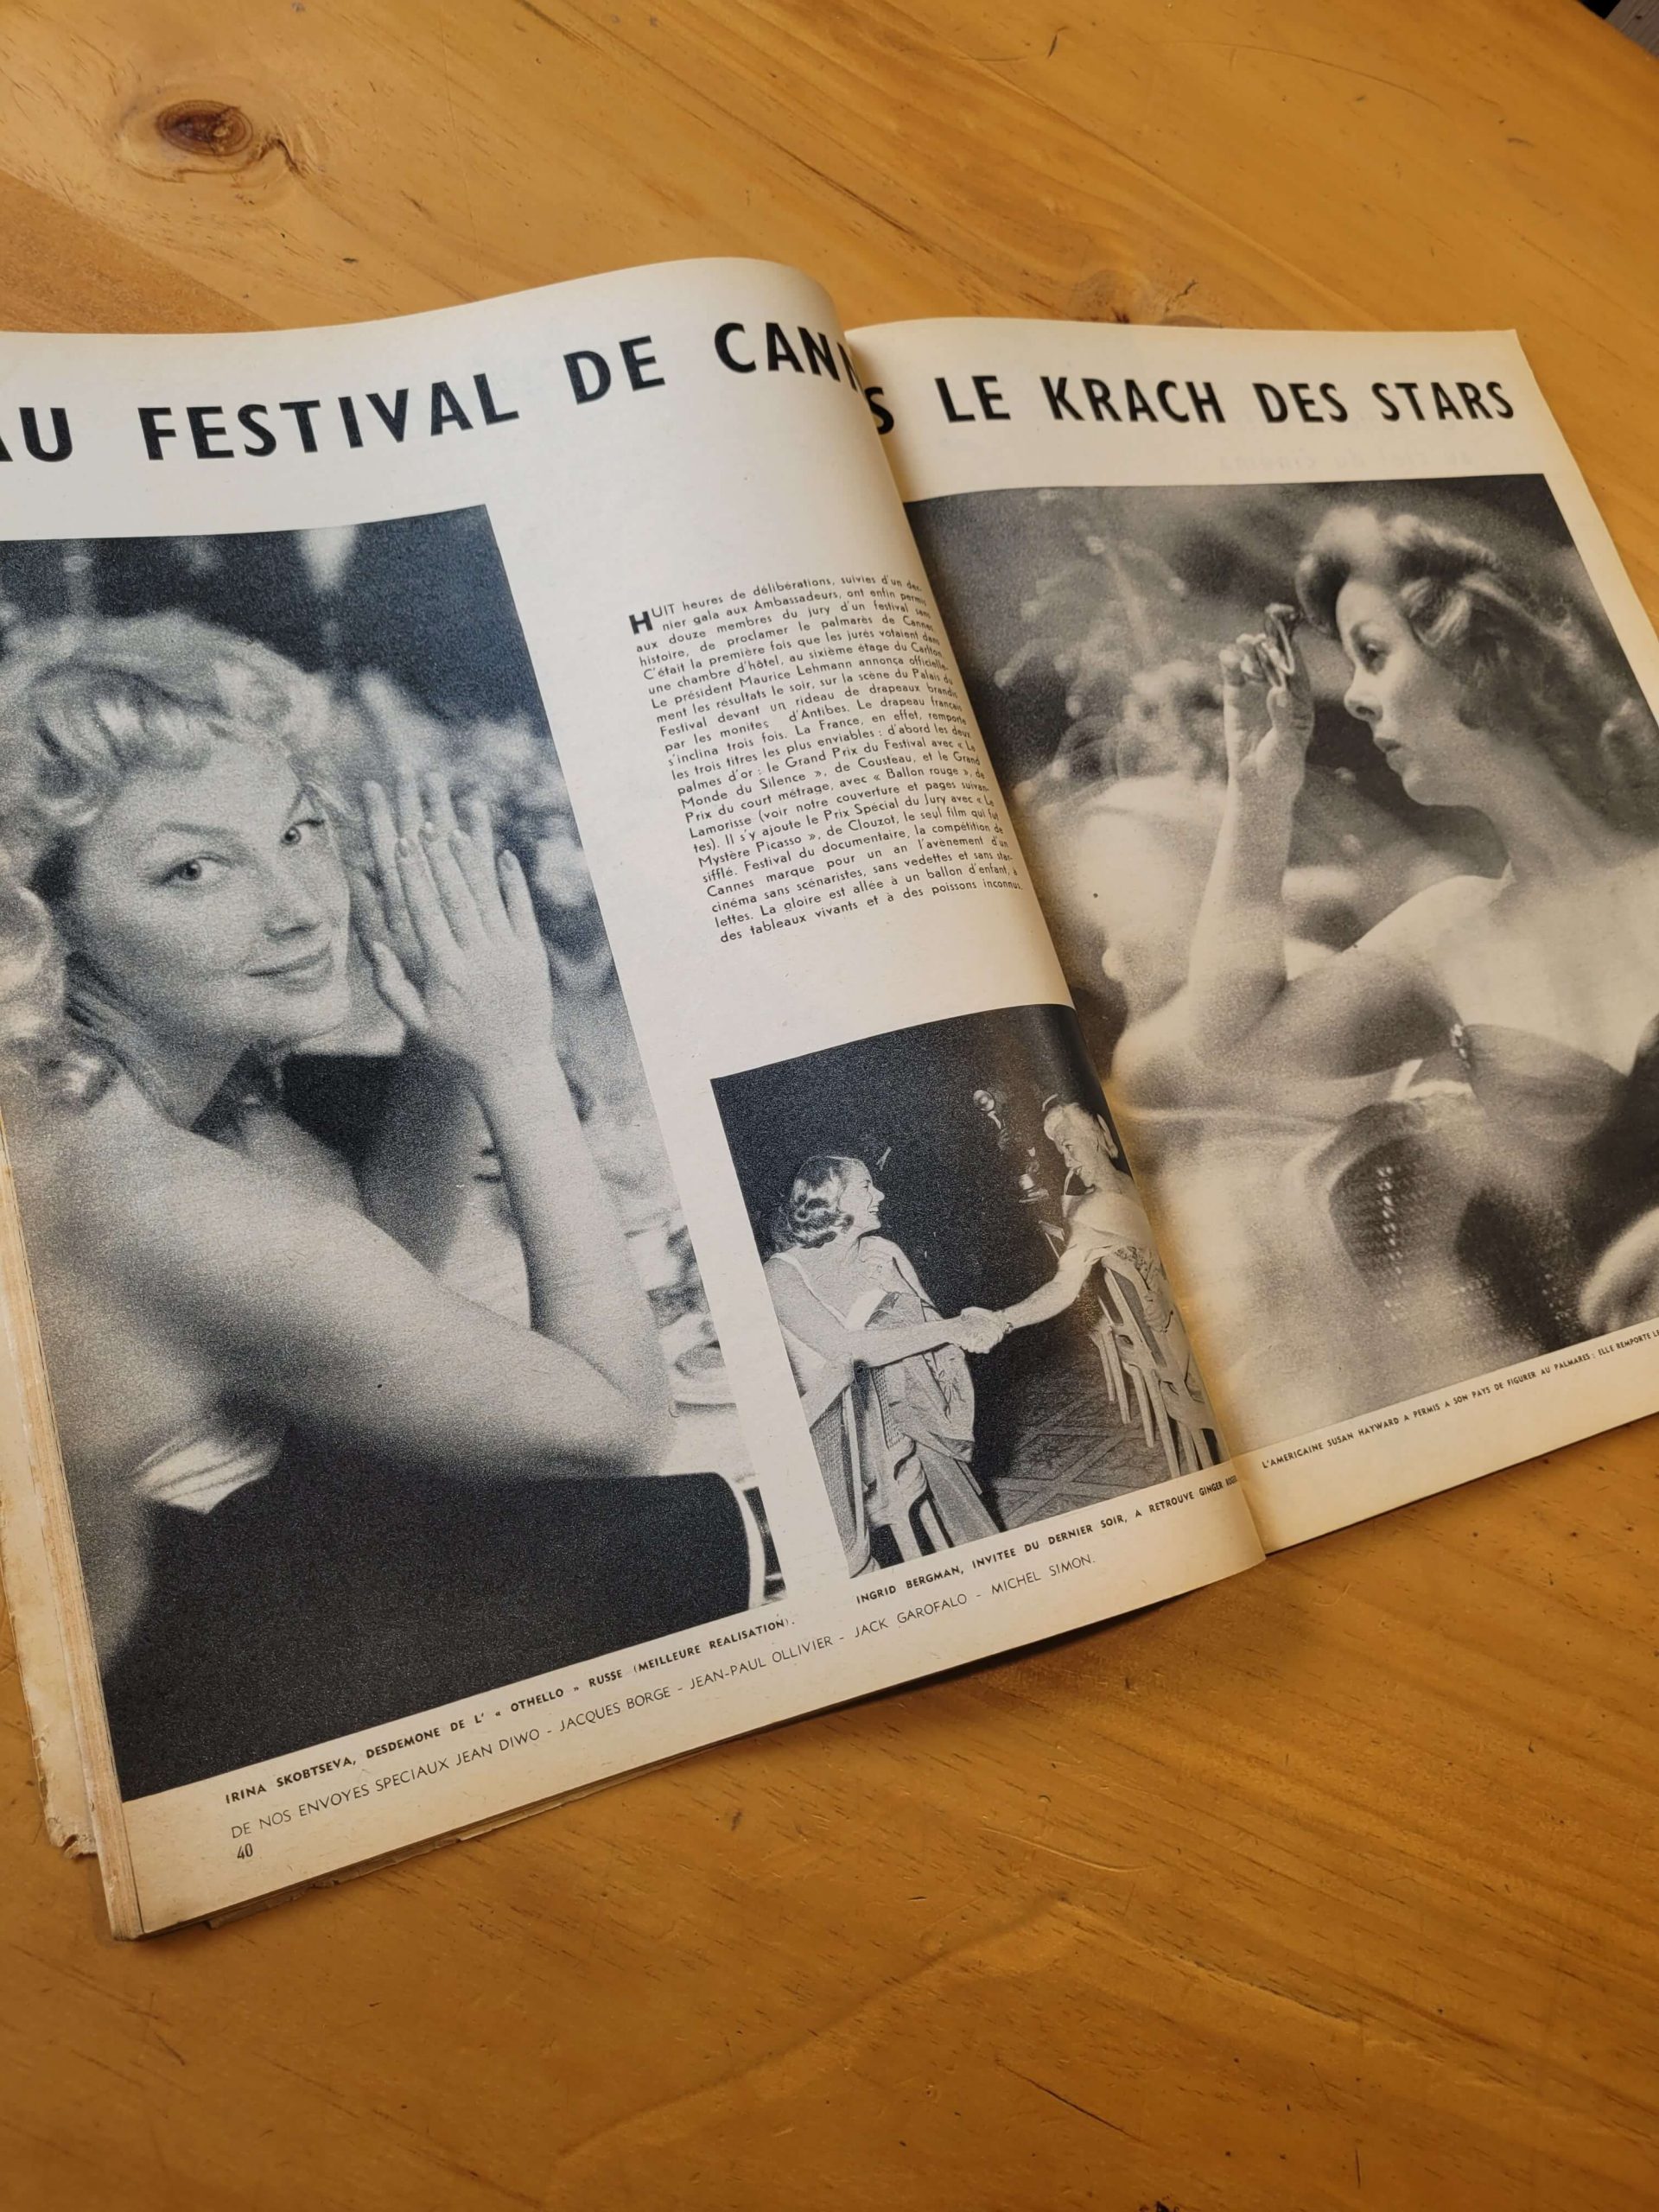 AU FESTIVAL DE CANNES LE KRACH DES STARS
HUIT heures de délibérations, suivies d'un der-
nier gala aux Ambassadeurs, ont enfin permis
aux douze membres du jury d'un festival sans
histoire, de proclamer le palmarès de Cannes.
C'était la première fois que les jurés votaient dans
une chambre d'hôtel, au sixième étage du Carlton.
Le président Maurice Lehmann annonça officielle-
ment les résultats le soir, sur la scène du Palais du
Festival devant un rideau de drapeaux brandis
par les monites d'Antibes. Le drapeau français
s'inclina trois fois. La France, en effet, remporte
les trois titres les plus enviables : d'abord les deux
palmes d'or : le Grand Prix du Festival avec « Le
Monde du Silence », de Cousteau, et le Grand
Prix du court métrage, avec « Ballon rouge », de
Lamorisse (voir notre couverture et pages suivan-
tes). Il s'y ajoute le Prix Spécial du Jury avec « Le
Mystère Picasso », de Clouzot, le seul film qui fut
sifflé. Festival du documentaire, la compétition de
Cannes marque pour un an l'avènement d'un
cinéma sans scénaristes, sans vedettes et sans star-
lettes. La gloire est allée à un ballon d'enfant, à
des tableaux vivants et à des poissons inconnus.
IRINA SKOBTSEVA, DESDEMONE DE L' « OTHELLO » RUSSE (MEILLEURE REALISATION).
INGRID BERGMAN, INVITEE DU DERNIER SOIR, A RETROUVE GINGER
DE NOS ENVOYES SPECIAUX JEAN DIWO - JACQUES BORGE - JEAN-PAUL OLLIVIER - JACK GAROFALO - MICHEL SIMON.
40
L'AMERICAINE SUSAN HAYWARD A PERMIS A SON PAYS DE FIGURER AU PALMARES : ELLE REMPORTE LE